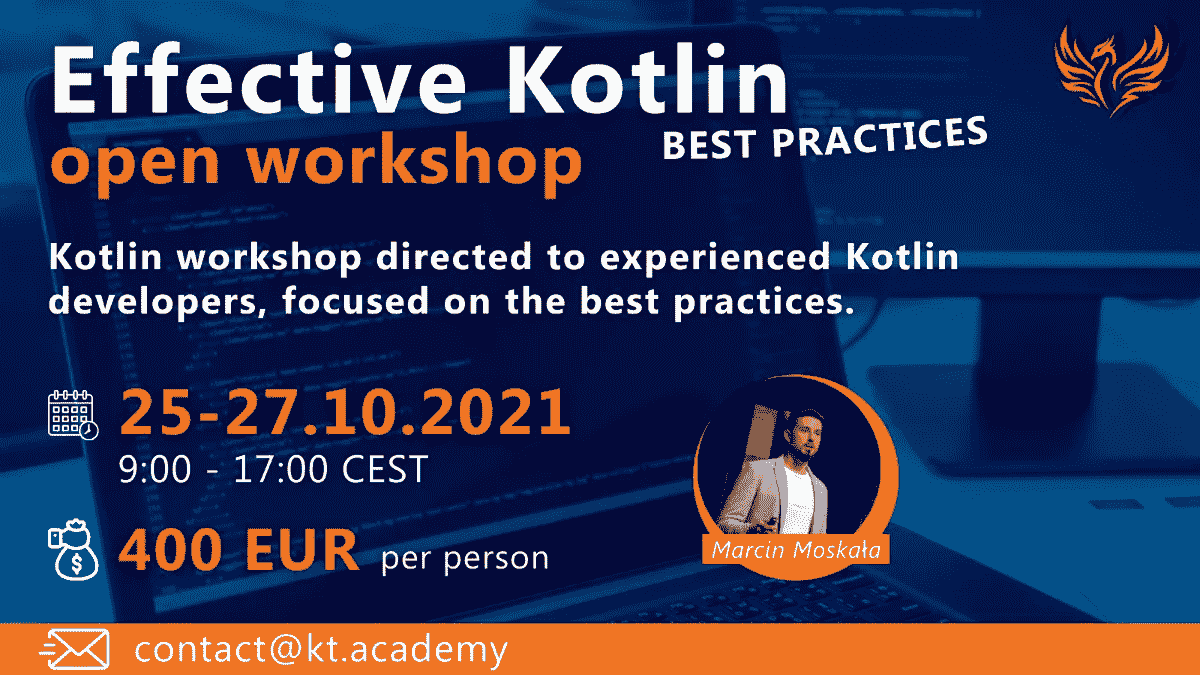 Effective Kotlin
BEST PRACTICES
open workshop
Kotlin workshop directed to experienced Kotlin
developers, focused on the best practices.
25-27.10.2021
9:00 - 17:00 CEST
400 EUR per person
Marcin Moskała
contact@kt.academy